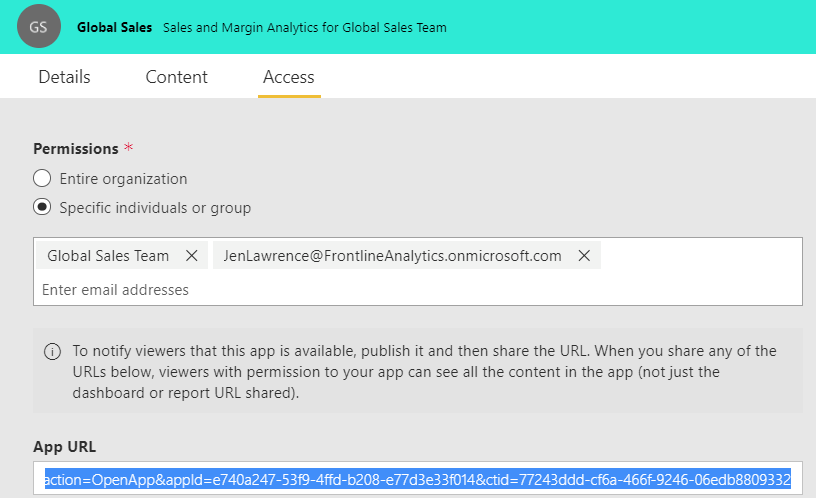 GS Global Sales Sales and Margin Analytics for Global Sales Team
Details Content Access
Permissions *
Entire organization
Specific individuals or group
Global Sales Team JenLawrence@FrontlineAnalytics.onmicrosoft.com
Enter email addresses
To notify viewers that this app is available, publish it and then share the URL. When you share any of the
URLs below, viewers with permission to your app can see all the content in the app (not just the
dashboard or report URL shared).
App URL
action=OpenApp&appId=e740a247-53f9-4ffd-b208-e77d3e33f014&ctid=77243ddd-cf6a-466f-9246-06edb8809332